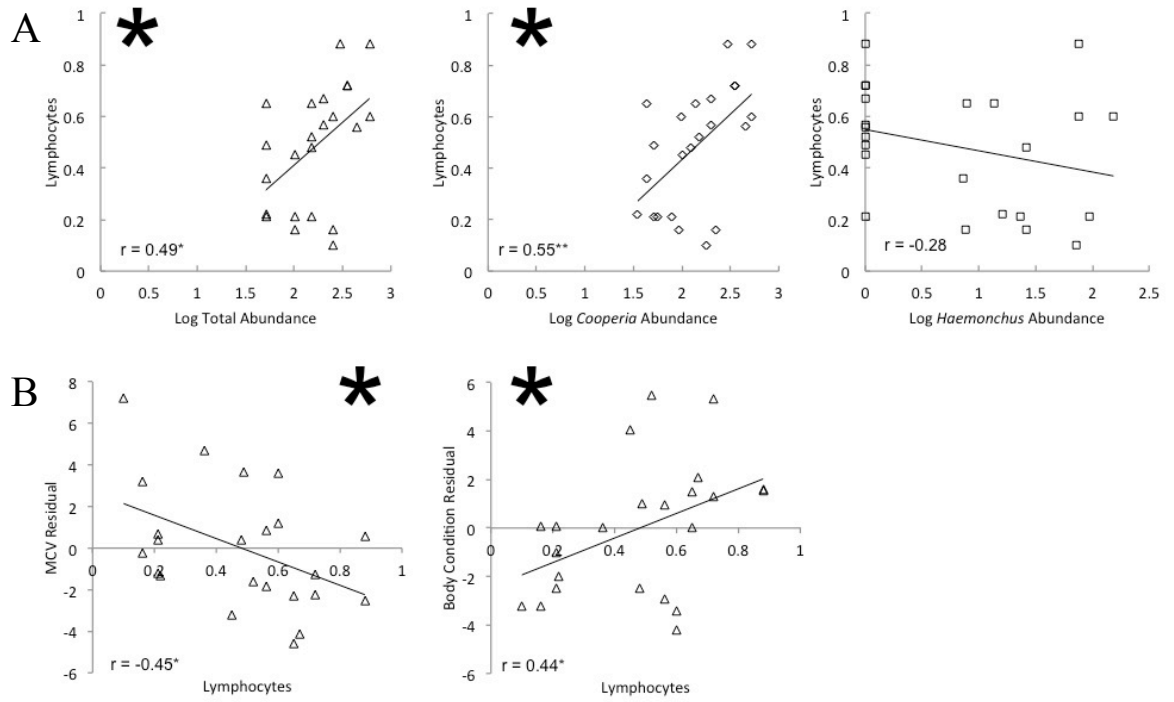 A
*
*
Lymphocytes
1
0.8
0.6
0.4
0.2
0
r = 0.49*
0 0.5 1 1.5 2 2.5 3
Log Total Abundance
Lymphocytes
1
0.8
0.6
0.4
0.2
0
r = 0.55**
0 0.5 1 1.5 2 2.5 3
Log Cooperia Abundance
Lymphocytes
1
0.8
0.6
0.4
0.2
0
r = -0.28
0 0.5 1 1.5 2 2.5
Log Haemonchus Abundance
B
*
*
MCV Residual
8
6
4
2
0
-2
-4
-6
0 0.2 0.4 0.6 0.8 1
r = -0.45*
Lymphocytes
Body Condition Residual
6
4
2
0
-2
-4
-6
0 0.2 0.4 0.6 0.8 1
r = 0.44*
Lymphocytes